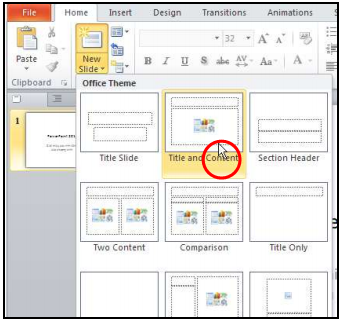 File Home Insert Design Transitions Animations
Paste New Slide 32 A A
B I U S abc AV Aa A
Clipboard
Office Theme
1
Title Slide Title and Content Section Header
Two Content Comparison Title Only